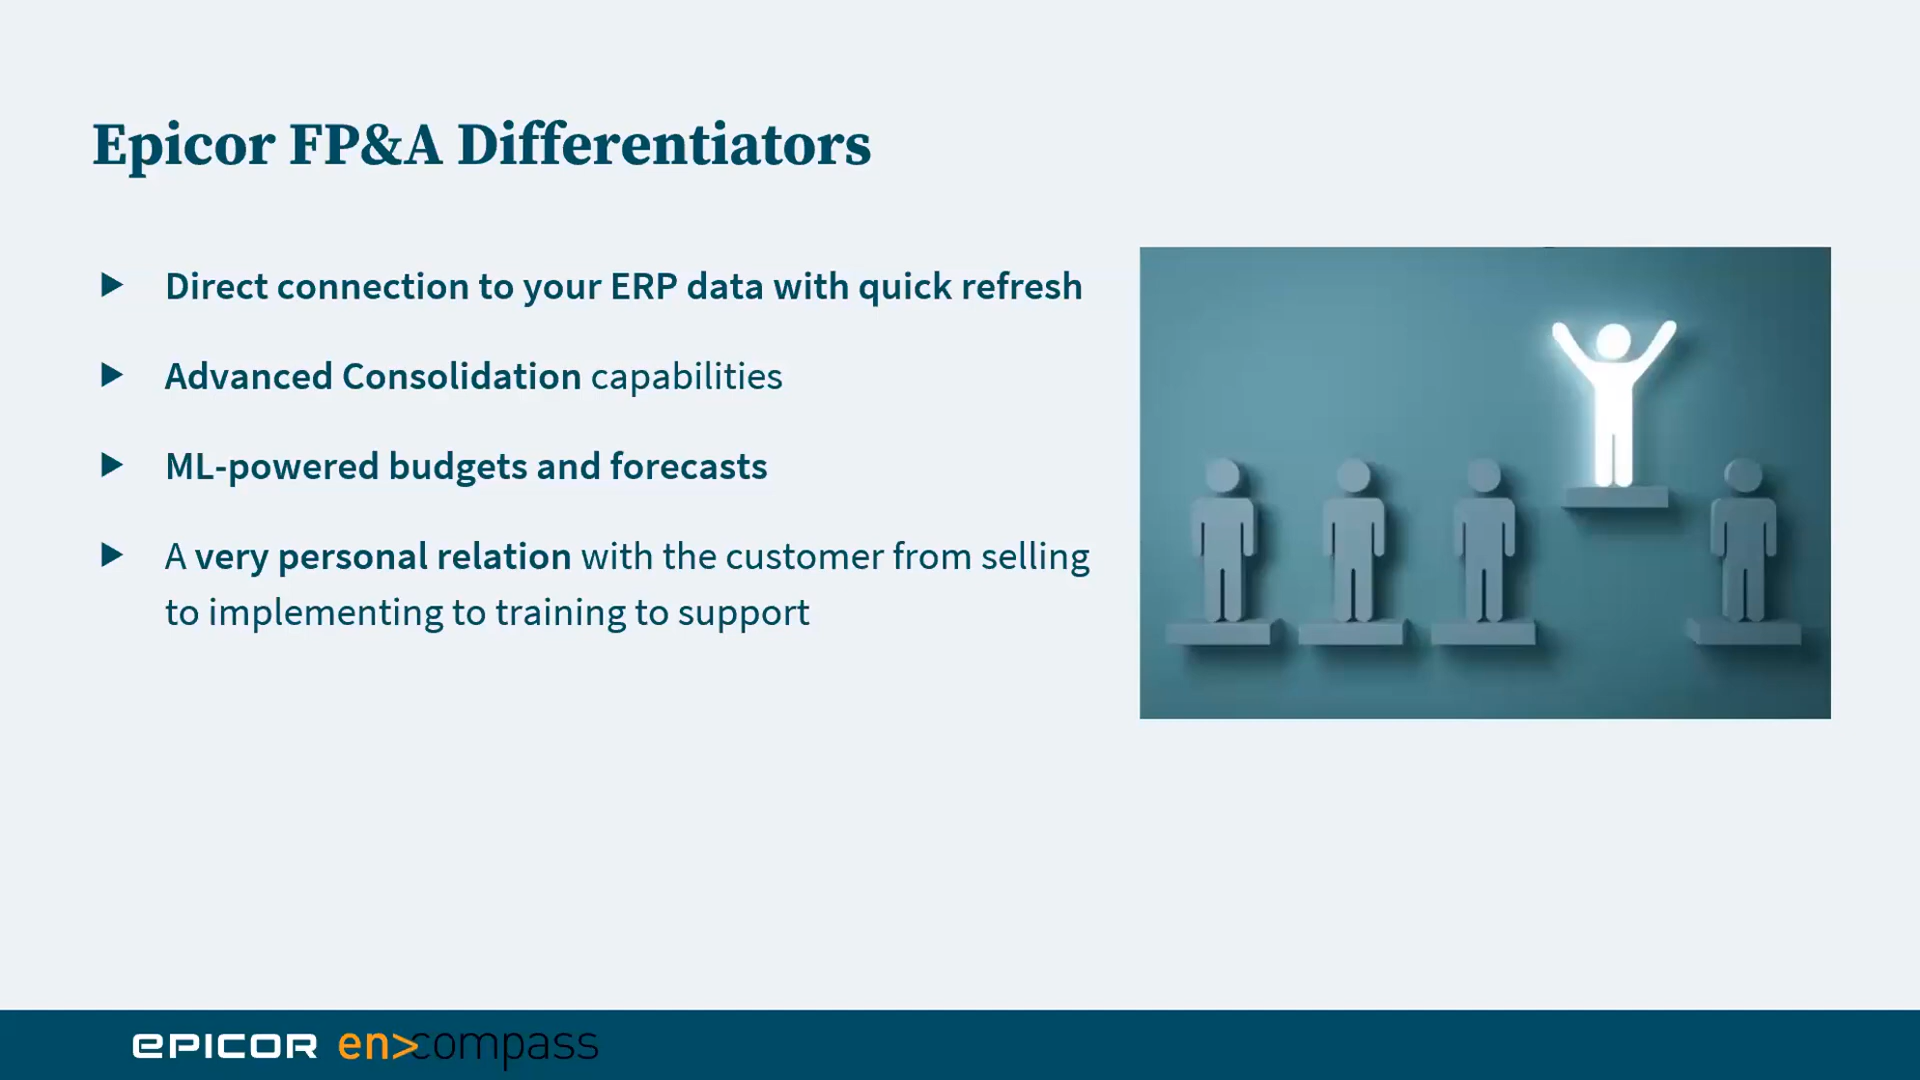 Epicor FP&A Differentiators
Direct connection to your ERP data with quick refresh
Advanced Consolidation capabilities
ML-powered budgets and forecasts
A very personal relation with the customer from selling
to implementing to training to support
EPICOR en>compass